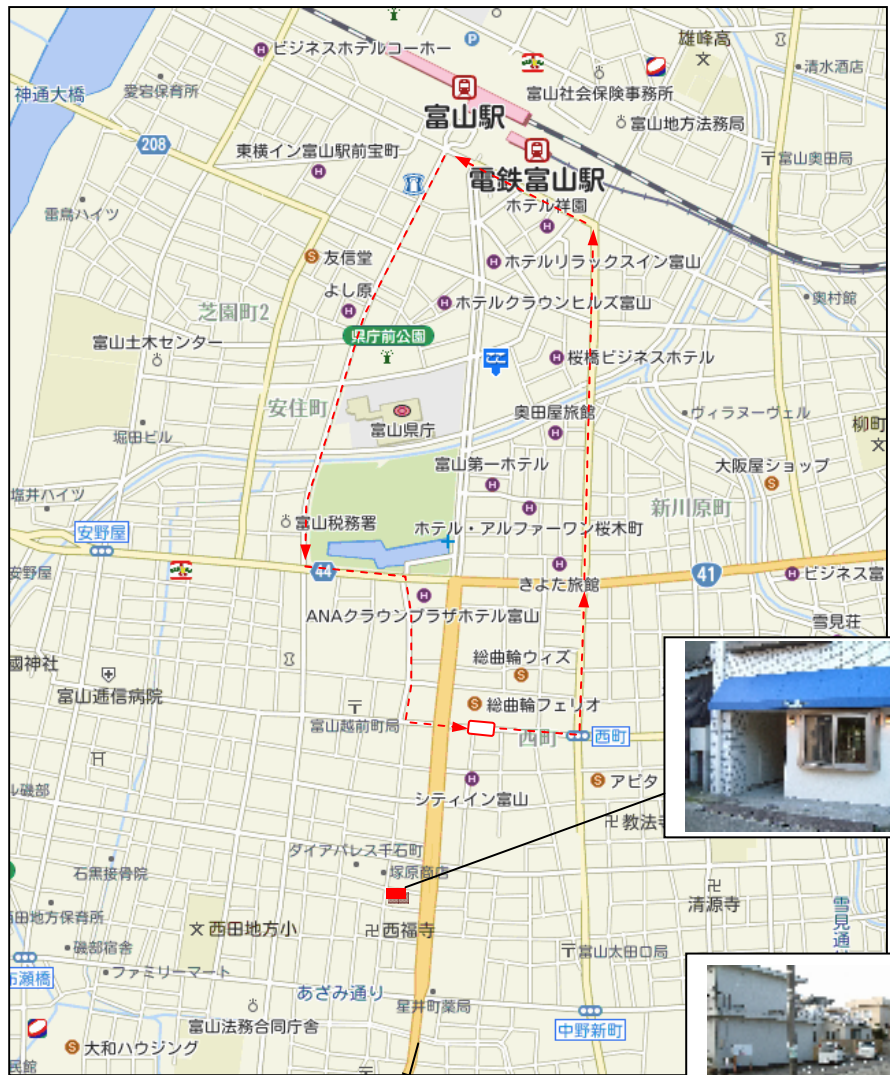 ビジネスホテルコーホー
雄峰高
清水酒店
神通大橋
愛宕保育所
富山社会保険事務所
富山駅
富山地方法務局
208
東横イン富山駅前宝町
電鉄富山駅
富山奥田局
ホテル祥園
雷鳥ハイツ
友信堂
ホテルリラックスイン富山
よし原
奥村館
芝園町2
ホテルクラウンヒルズ富山
県庁前公園
富山土木センター
ここ
桜橋ビジネスホテル
安住町
奥田屋旅館
ヴィラヌーヴェル
柳町
堀田ビル
富山県庁
富山第一ホテル
大阪屋ショップ
塩井ハイツ
新川原町
富山税務署
ホテル・アルファーワン桜木町
安野屋
安野屋
44
きよた旅館
41
ビジネス富
ANAクラウンプラザホテル富山
雪見荘
國神社
総曲輪ウィズ
富山逓信病院
総曲輪フェリオ
富山越前町局
西町
西町
シティイン富山
アピタ
ル磯部
教法寺
ダイアパレス千石町
石黒接骨院
塚原商店
清源寺
田地方保育所
西田地方小
西福寺
雪見通
磯部宿舎
富山太田口局
布瀬橋
ファミリーマート
あざみ通り
星井町薬局
富山法務合同庁舎
中野新町
民館
大和ハウジング